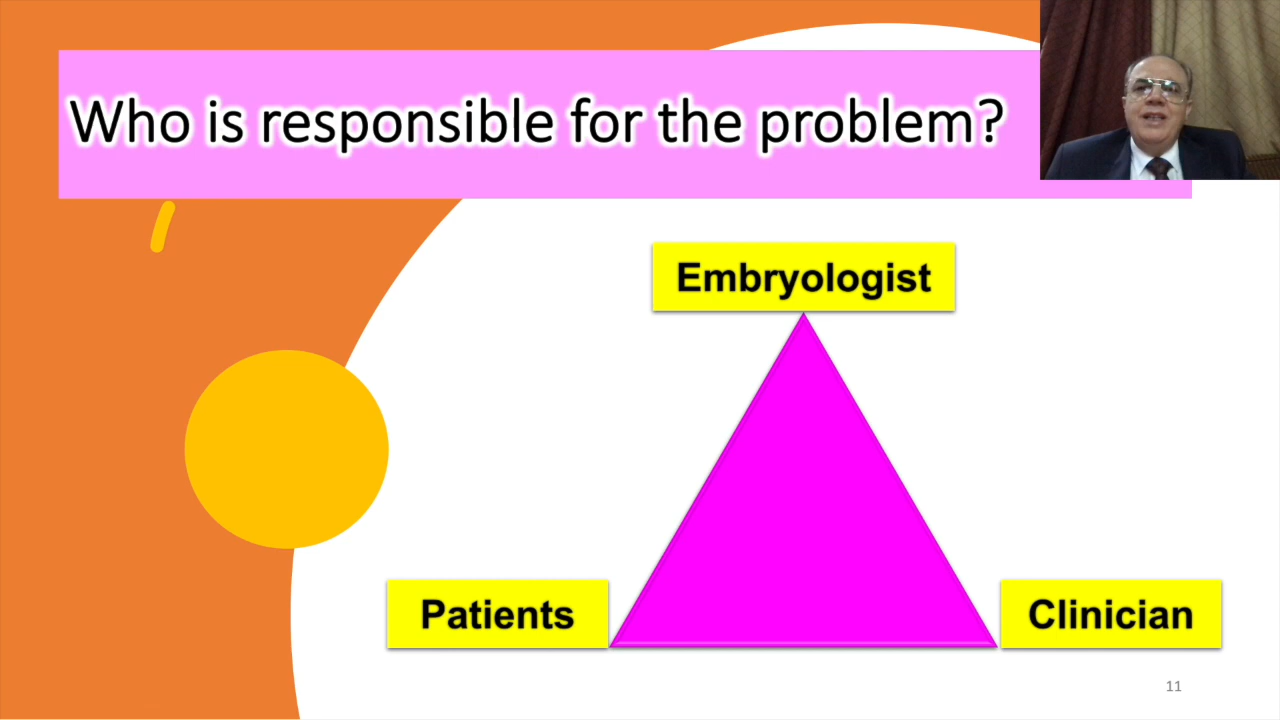 Who is responsible for the problem?
Embryologist
Patients
Clinician
11